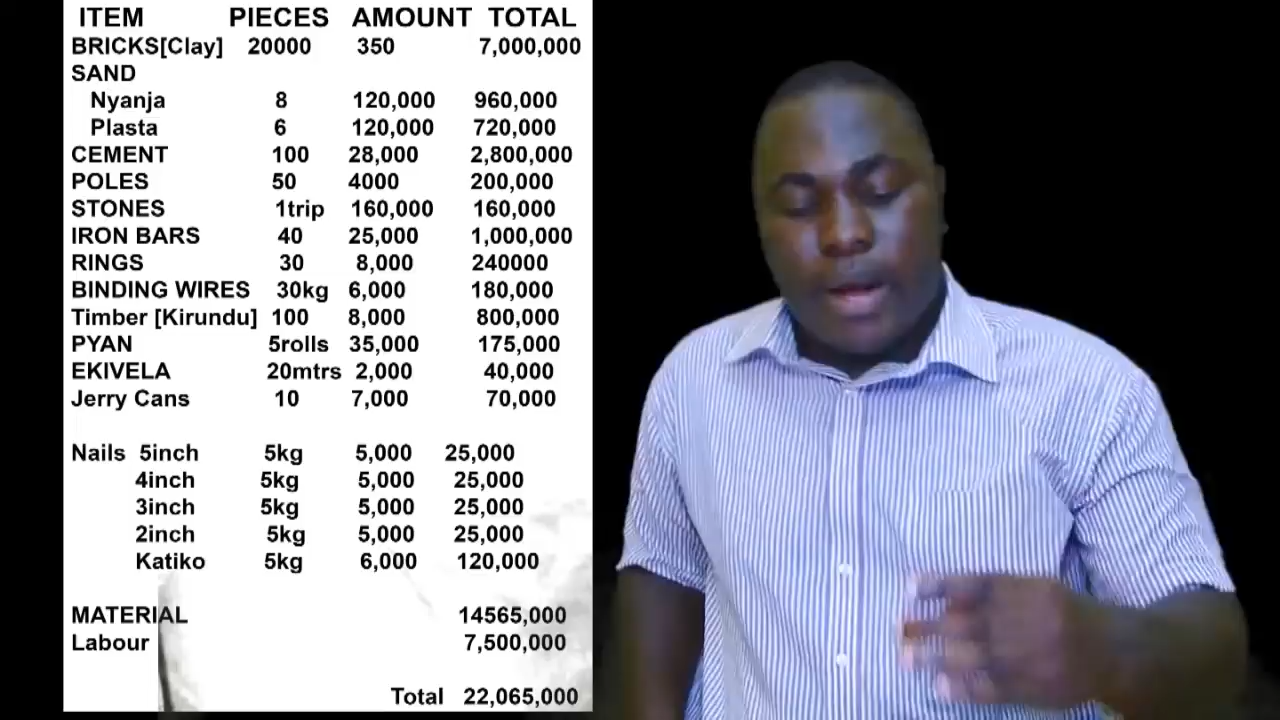 ITEM PIECES AMOUNT TOTAL
BRICKS[Clay] 20000 350 7,000,000
SAND
Nyanja 8 120,000 960,000
Plasta 6 120,000 720,000
CEMENT 100 28,000 2,800,000
POLES 50 4000 200,000
STONES 1trip 160,000 160,000
IRON BARS 40 25,000 1,000,000
RINGS 30 8,000 240000
BINDING WIRES 30kg 6,000 180,000
Timber [Kirundu] 100 8,000 800,000
PYAN 5rolls 35,000 175,000
EKIVELA 20mtrs 2,000 40,000
Jerry Cans 10 7,000 70,000
Nails 5inch 5kg 5,000 25,000
4inch 5kg 5,000 25,000
3inch 5kg 5,000 25,000
2inch 5kg 5,000 25,000
Katiko 5kg 6,000 120,000
MATERIAL 14565,000
Labour 7,500,000
Total 22,065,000